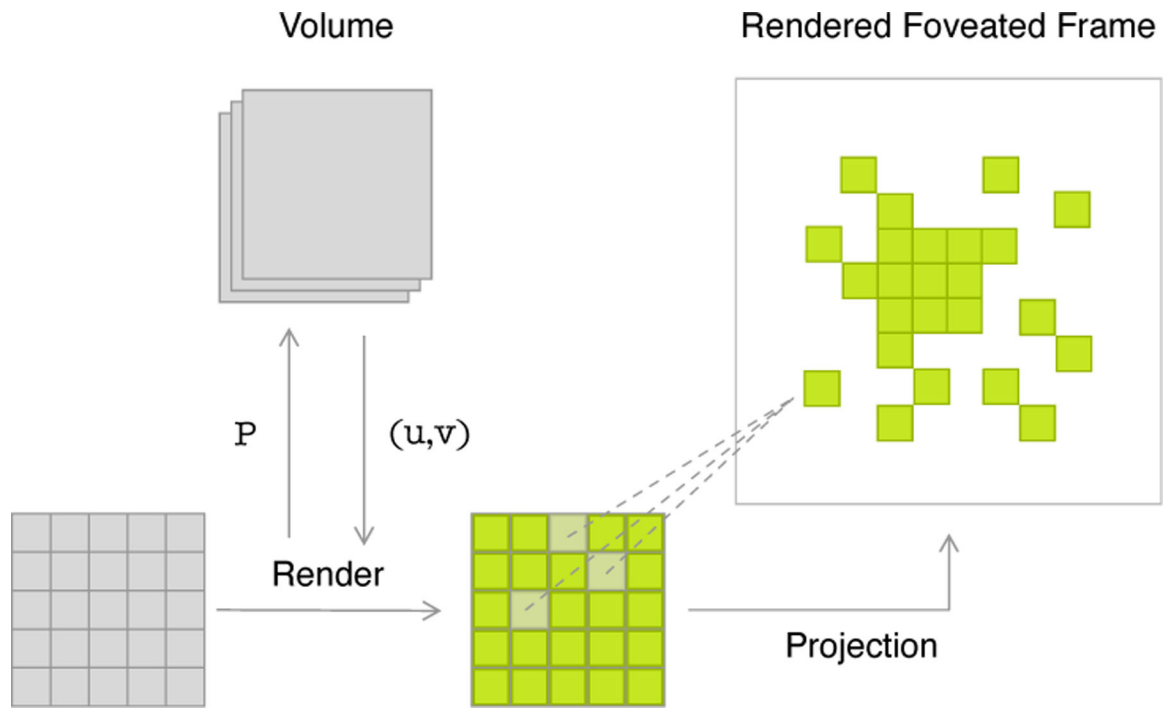 Volume
Rendered Foveated Frame
P
(u,v)
Render
Projection